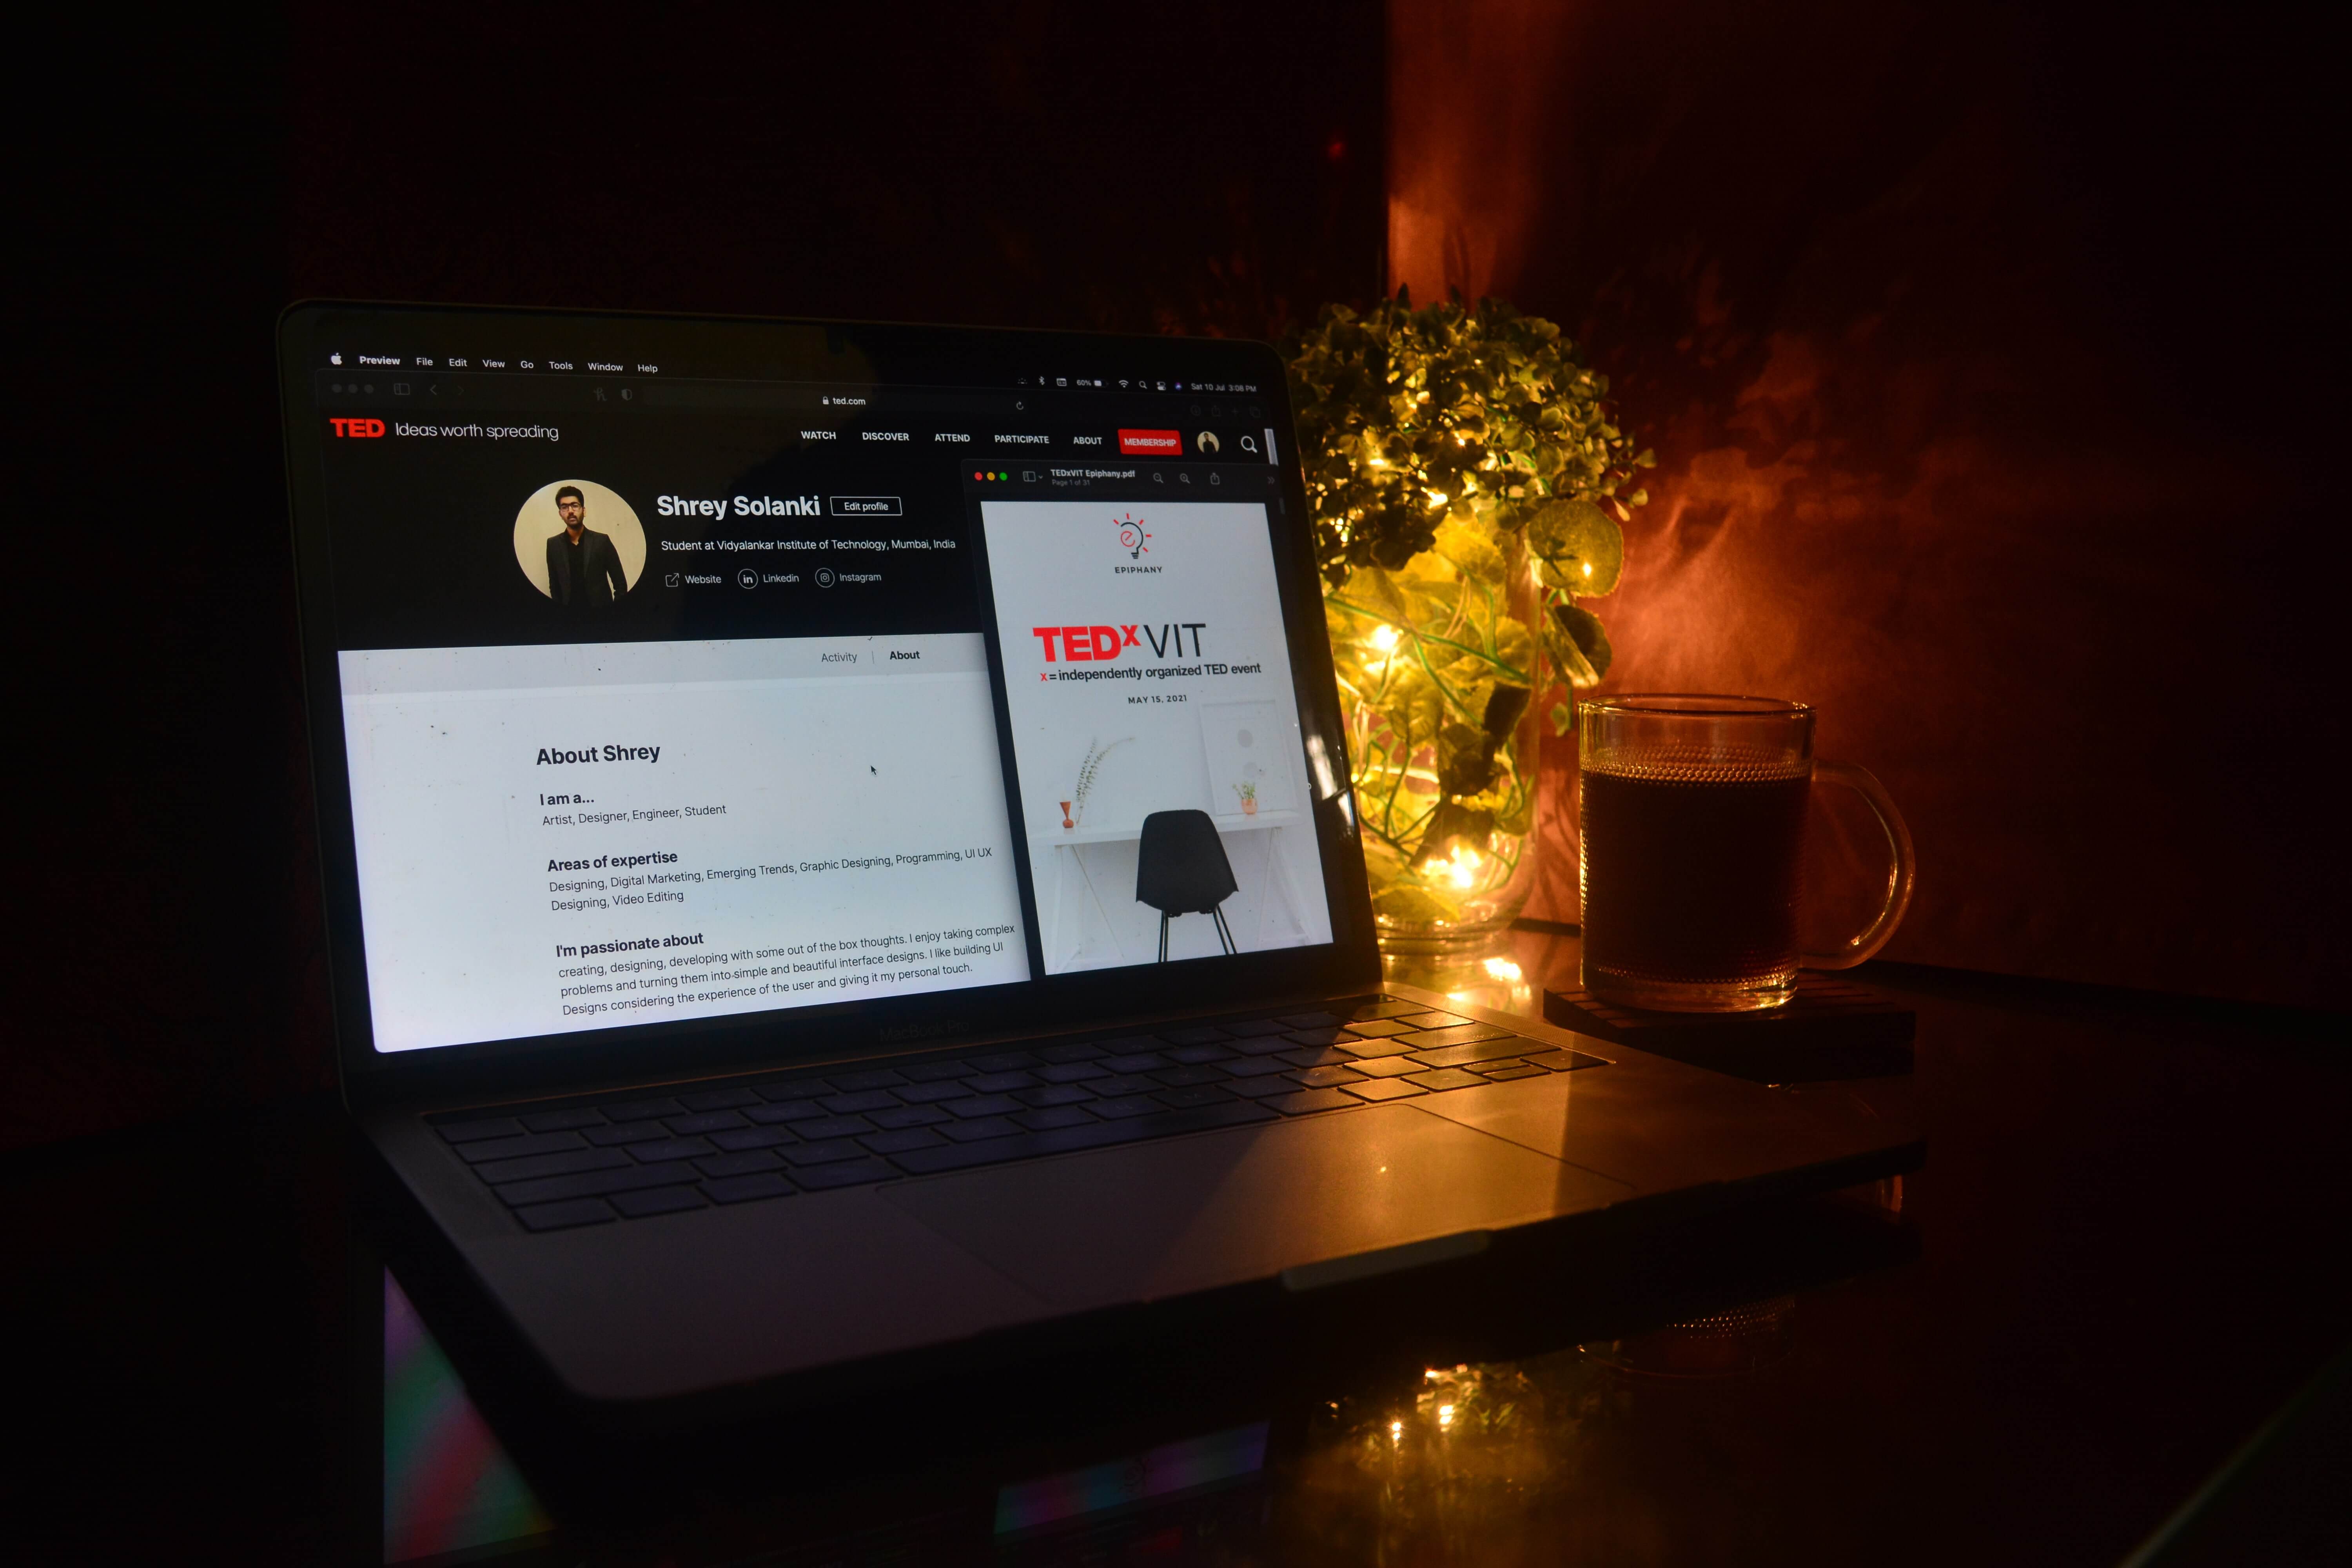 Preview File Edit View Go Tools Window Help
60% Sat 10 Jul 3:08 PM
ted.com
TED Ideas worth spreading
WATCH DISCOVER ATTEND PARTICIPATE ABOUT MEMBERSHIP
Shrey Solanki Edit profile
Student at Vidyalankar Institute of Technology, Mumbai, India
Website in Linkedin Instagram
Activity | About
About Shrey
I am a...
Artist, Designer, Engineer, Student
Areas of expertise
Designing, Digital Marketing, Emerging Trends, Graphic Designing, Programming, UI UX
Designing, Video Editing
I'm passionate about
creating, designing, developing with some out of the box thoughts. I enjoy taking complex
problems and turning them into simple and beautiful interface designs. I like building UI
Designs considering the experience of the user and giving it my personal touch.
TEDxVIT Epiphany.pdf
Page 1 of 31
e
EPIPHANY
TEDxVIT
x = independently organized TED event
MAY 15, 2021
MacBook Pro